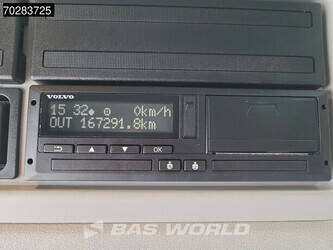 70283725
VOLVO
15 32 0km/h
OUT 167291.8km
OK
BAS WORLD